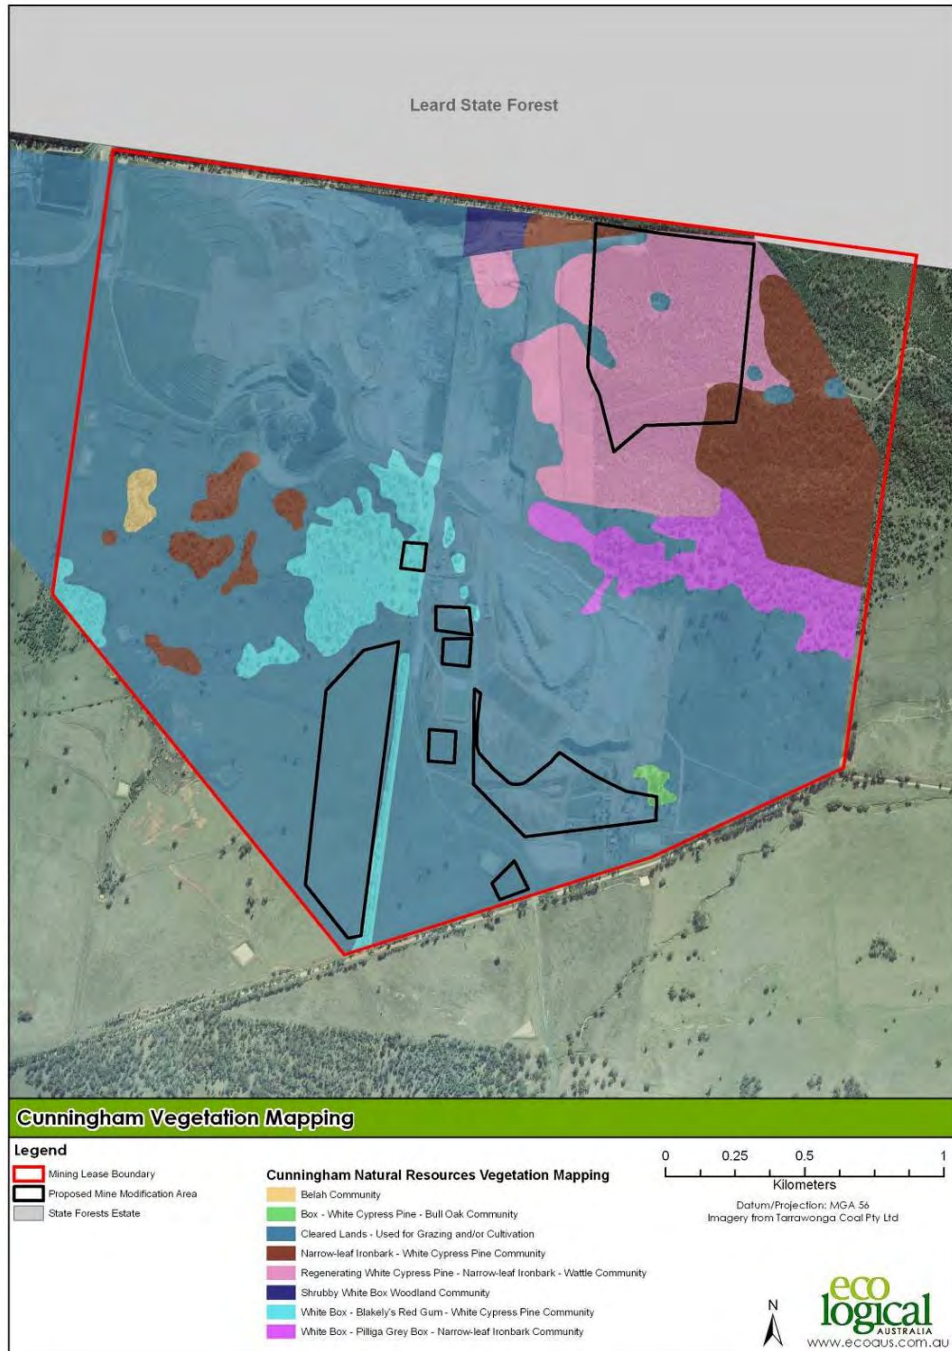 Leard State Forest
Cunningham Vegetation Mapping
Legend
Mining Lease Boundary
Proposed Mine Modification Area
State Forests Estate
Cunningham Natural Resources Vegetation Mapping
Belah Community
Box - White Cypress Pine - Bull Oak Community
Cleared Lands - Used for Grazing and/or Cultivation
Narrow-leaf Ironbark - White Cypress Pine Community
Regenerating White Cypress Pine - Narrow-leaf Ironbark - Wattle Community
Shrubby White Box Woodland Community
White Box - Blakely's Red Gum - White Cypress Pine Community
White Box - Pilliga Grey Box - Narrow-leaf Ironbark Community
0 0.25 0.5 1
Kilometers
Datum/Projection: MGA 56
Imagery from Tarrawonga Coal Pty Ltd
N
eco
logical
AUSTRALIA
www.ecoaus.com.au